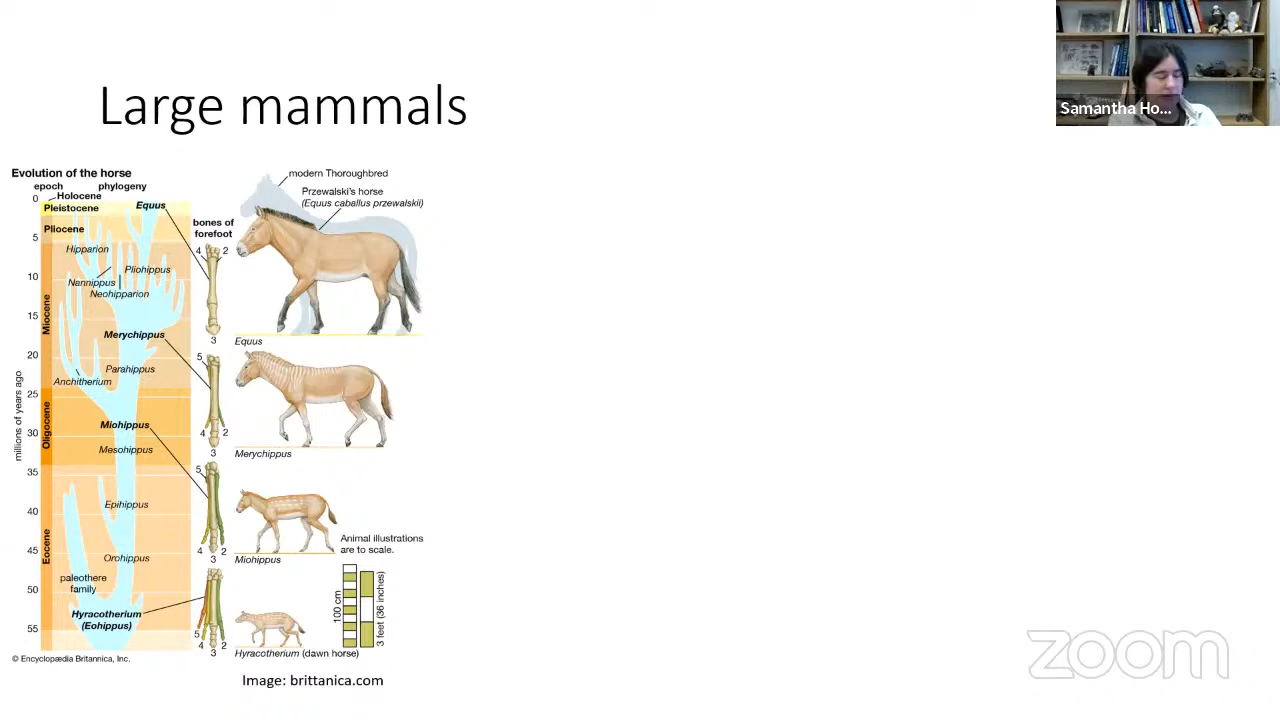 Samantha Ho...
Large mammals
Evolution of the horse
epoch phylogeny
0
Holocene
Pleistocene
Equus
Pliocene
5
Hipparion
Pliohippus
10
Nannippus
Neohipparion
Miocene
15
Merychippus
20
Parahippus
Anchitherium
25
Oligocene
Miohippus
30
Mesohippus
35
Epihippus
40
Eocene
45
Orohippus
50
paleothere
family
Hyracotherium
(Eohippus)
55
millions of years ago
bones of
forefoot
4 2
3
5
4 2
3
5
4 2
3
5
4 2
3
modern Thoroughbred
Przewalski's horse
(Equus caballus przewalskii)
Equus
Merychippus
Miohippus
Animal illustrations
are to scale.
100 cm
3 feet (36 inches)
Hyracotherium (dawn horse)
© Encyclopædia Britannica, Inc.
Image: brittanica.com
zoom